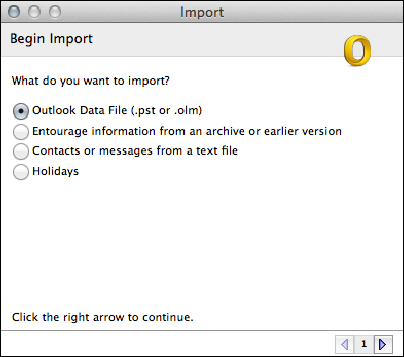 Import
Begin Import
What do you want to import?
Outlook Data File (.pst or .olm)
Entourage information from an archive or earlier version
Contacts or messages from a text file
Holidays
Click the right arrow to continue.
1